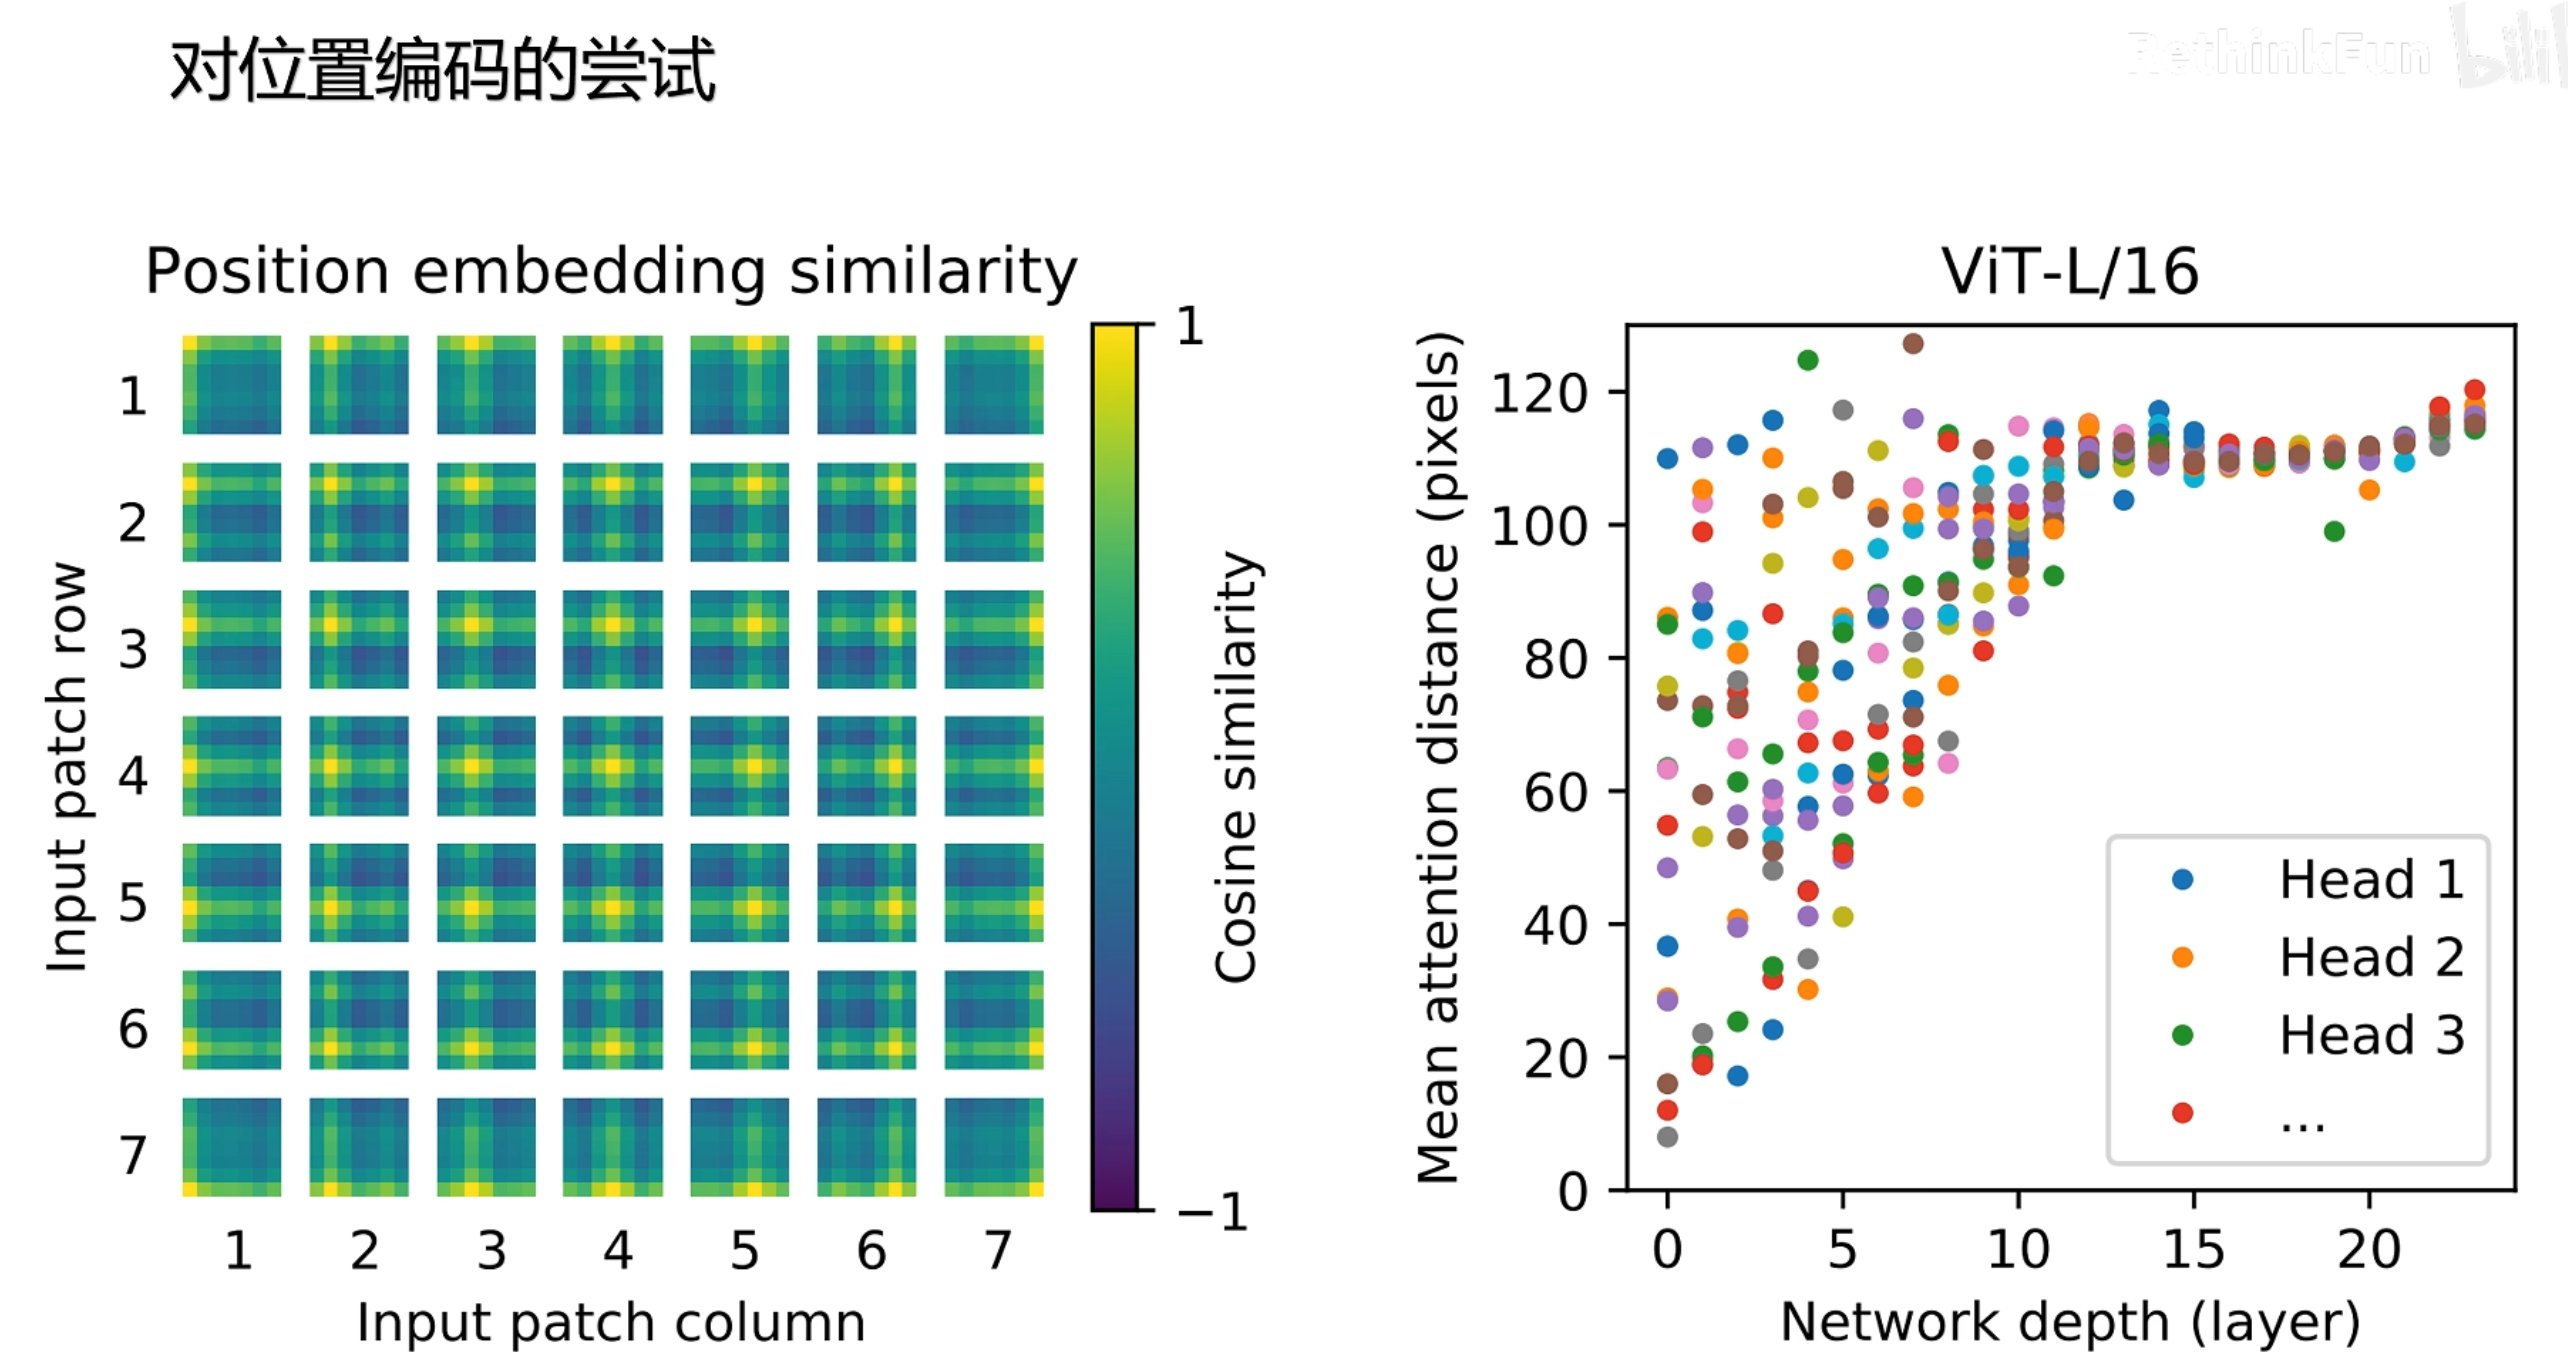 对位置编码的尝试
RethinkFun bilibili
Position embedding similarity
1
2
3
4
5
6
7
Input patch row
1 2 3 4 5 6 7
Input patch column
1
−1
Cosine similarity
ViT-L/16
120
100
80
60
40
20
0
Mean attention distance (pixels)
Head 1
Head 2
Head 3
...
0 5 10 15 20
Network depth (layer)